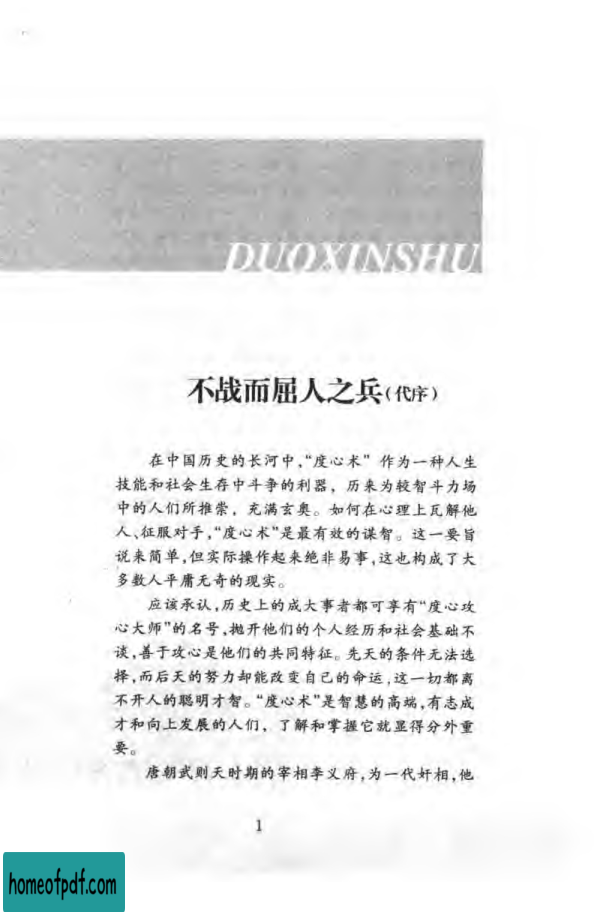 DUOXINSHU
不战而屈人之兵(代序)
在中国历史的长河中,“度心术”作为一种人生
技能和社会生存中斗争的利器，历来为较智斗力场
中的人们所推崇，充满玄奥。如何在心理上瓦解他
人、征服对手,“度心术”是最有效的谋智。这一要旨
说来简单,但实际操作起来绝非易事,这也构成了大
多数人平庸无奇的现实。
应该承认,历史上的成大事者都可享有“度心攻
心大师”的名号,抛开他们的个人经历和社会基础不
谈,善于攻心是他们的共同特征。先天的条件无法选
择,而后天的努力却能改变自己的命运,这一切都离
不开人的聪明才智。“度心术”是智慧的高端,有志成
才和向上发展的人们，了解和掌握它就显得分外重
要。
唐朝武则天时期的宰相李义府,为一代奸相,他
1
homeofpdf.com